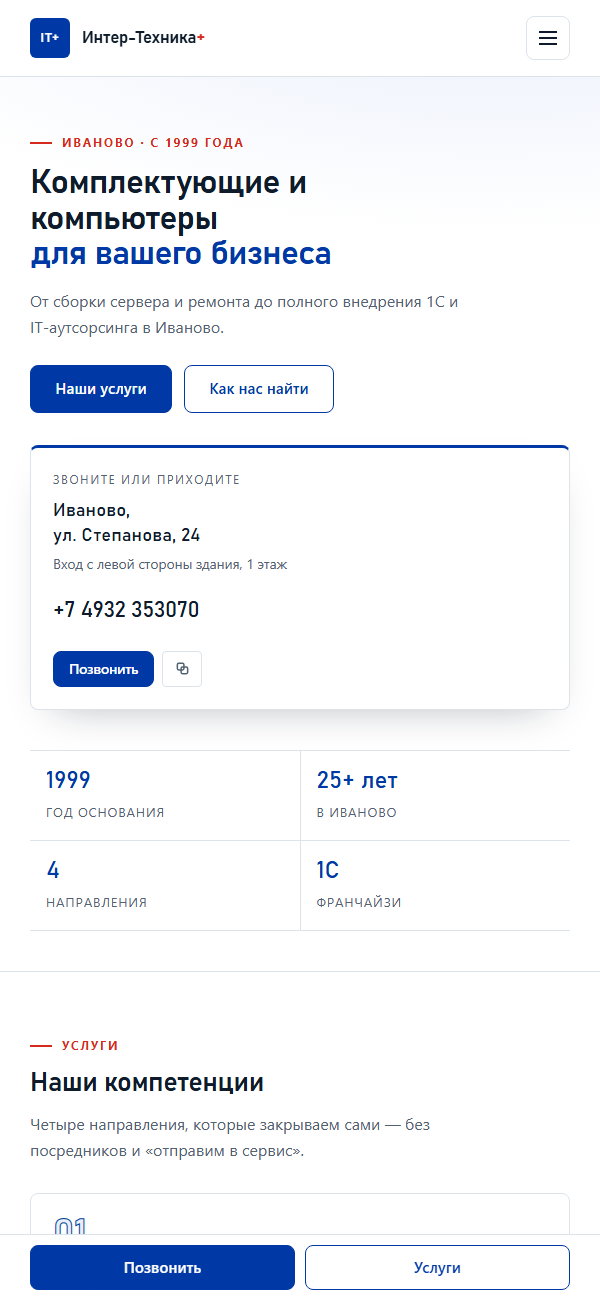 IT+
Интер-Техника+
ИВАНОВО · С 1999 ГОДА
Комплектующие и
компьютеры
для вашего бизнеса
От сборки сервера и ремонта до полного внедрения 1С и
IT-аутсорсинга в Иваново.
Наши услуги
Как нас найти
ЗВОНИТЕ ИЛИ ПРИХОДИТЕ
Иваново,
ул. Степанова, 24
Вход с левой стороны здания, 1 этаж
+7 4932 353070
Позвонить
1999
ГОД ОСНОВАНИЯ
25+ лет
В ИВАНОВО
4
НАПРАВЛЕНИЯ
1С
ФРАНЧАЙЗИ
УСЛУГИ
Наши компетенции
Четыре направления, которые закрываем сами — без
посредников и «отправим в сервис».
01
Позвонить
Услуги